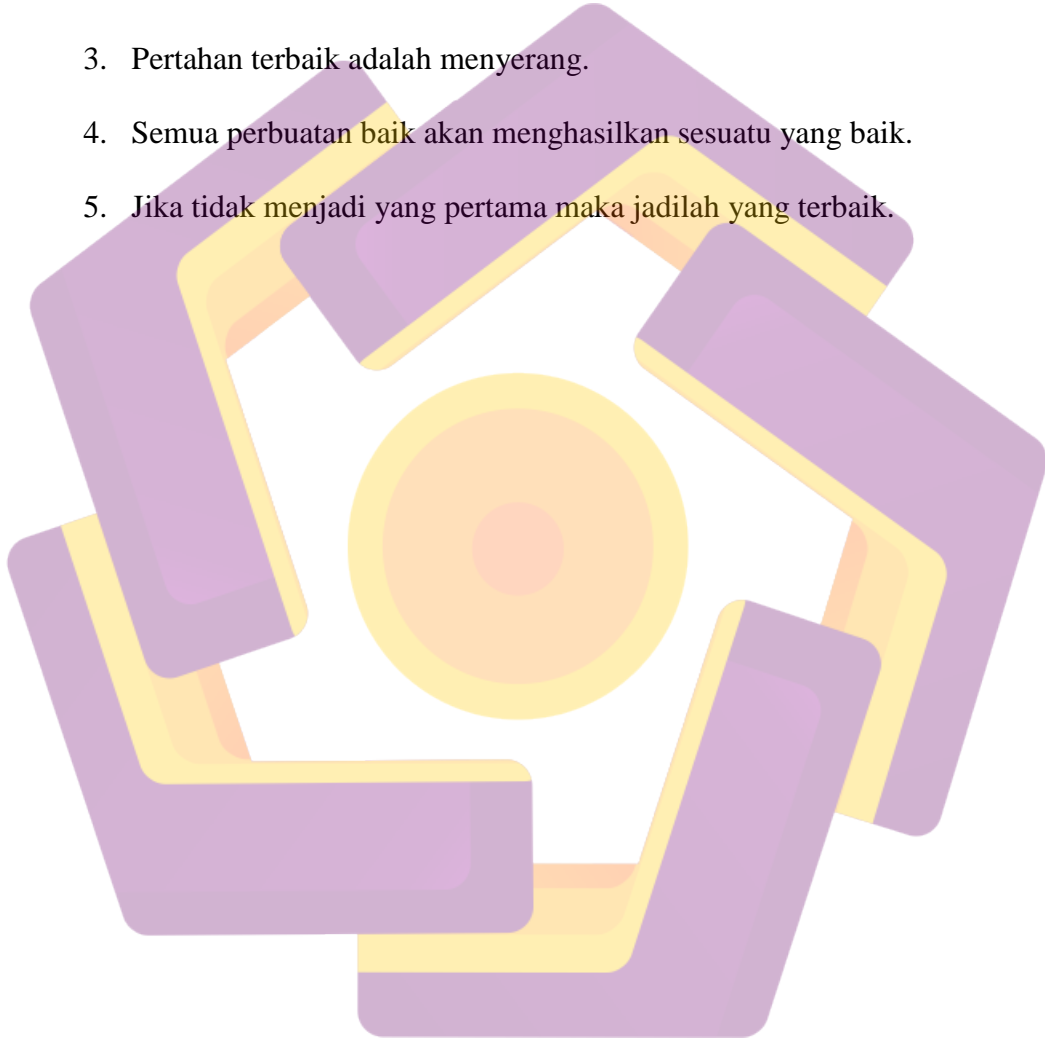 3. Pertahan terbaik adalah menyerang.
4. Semua perbuatan baik akan menghasilkan sesuatu yang baik.
5. Jika tidak menjadi yang pertama maka jadilah yang terbaik.